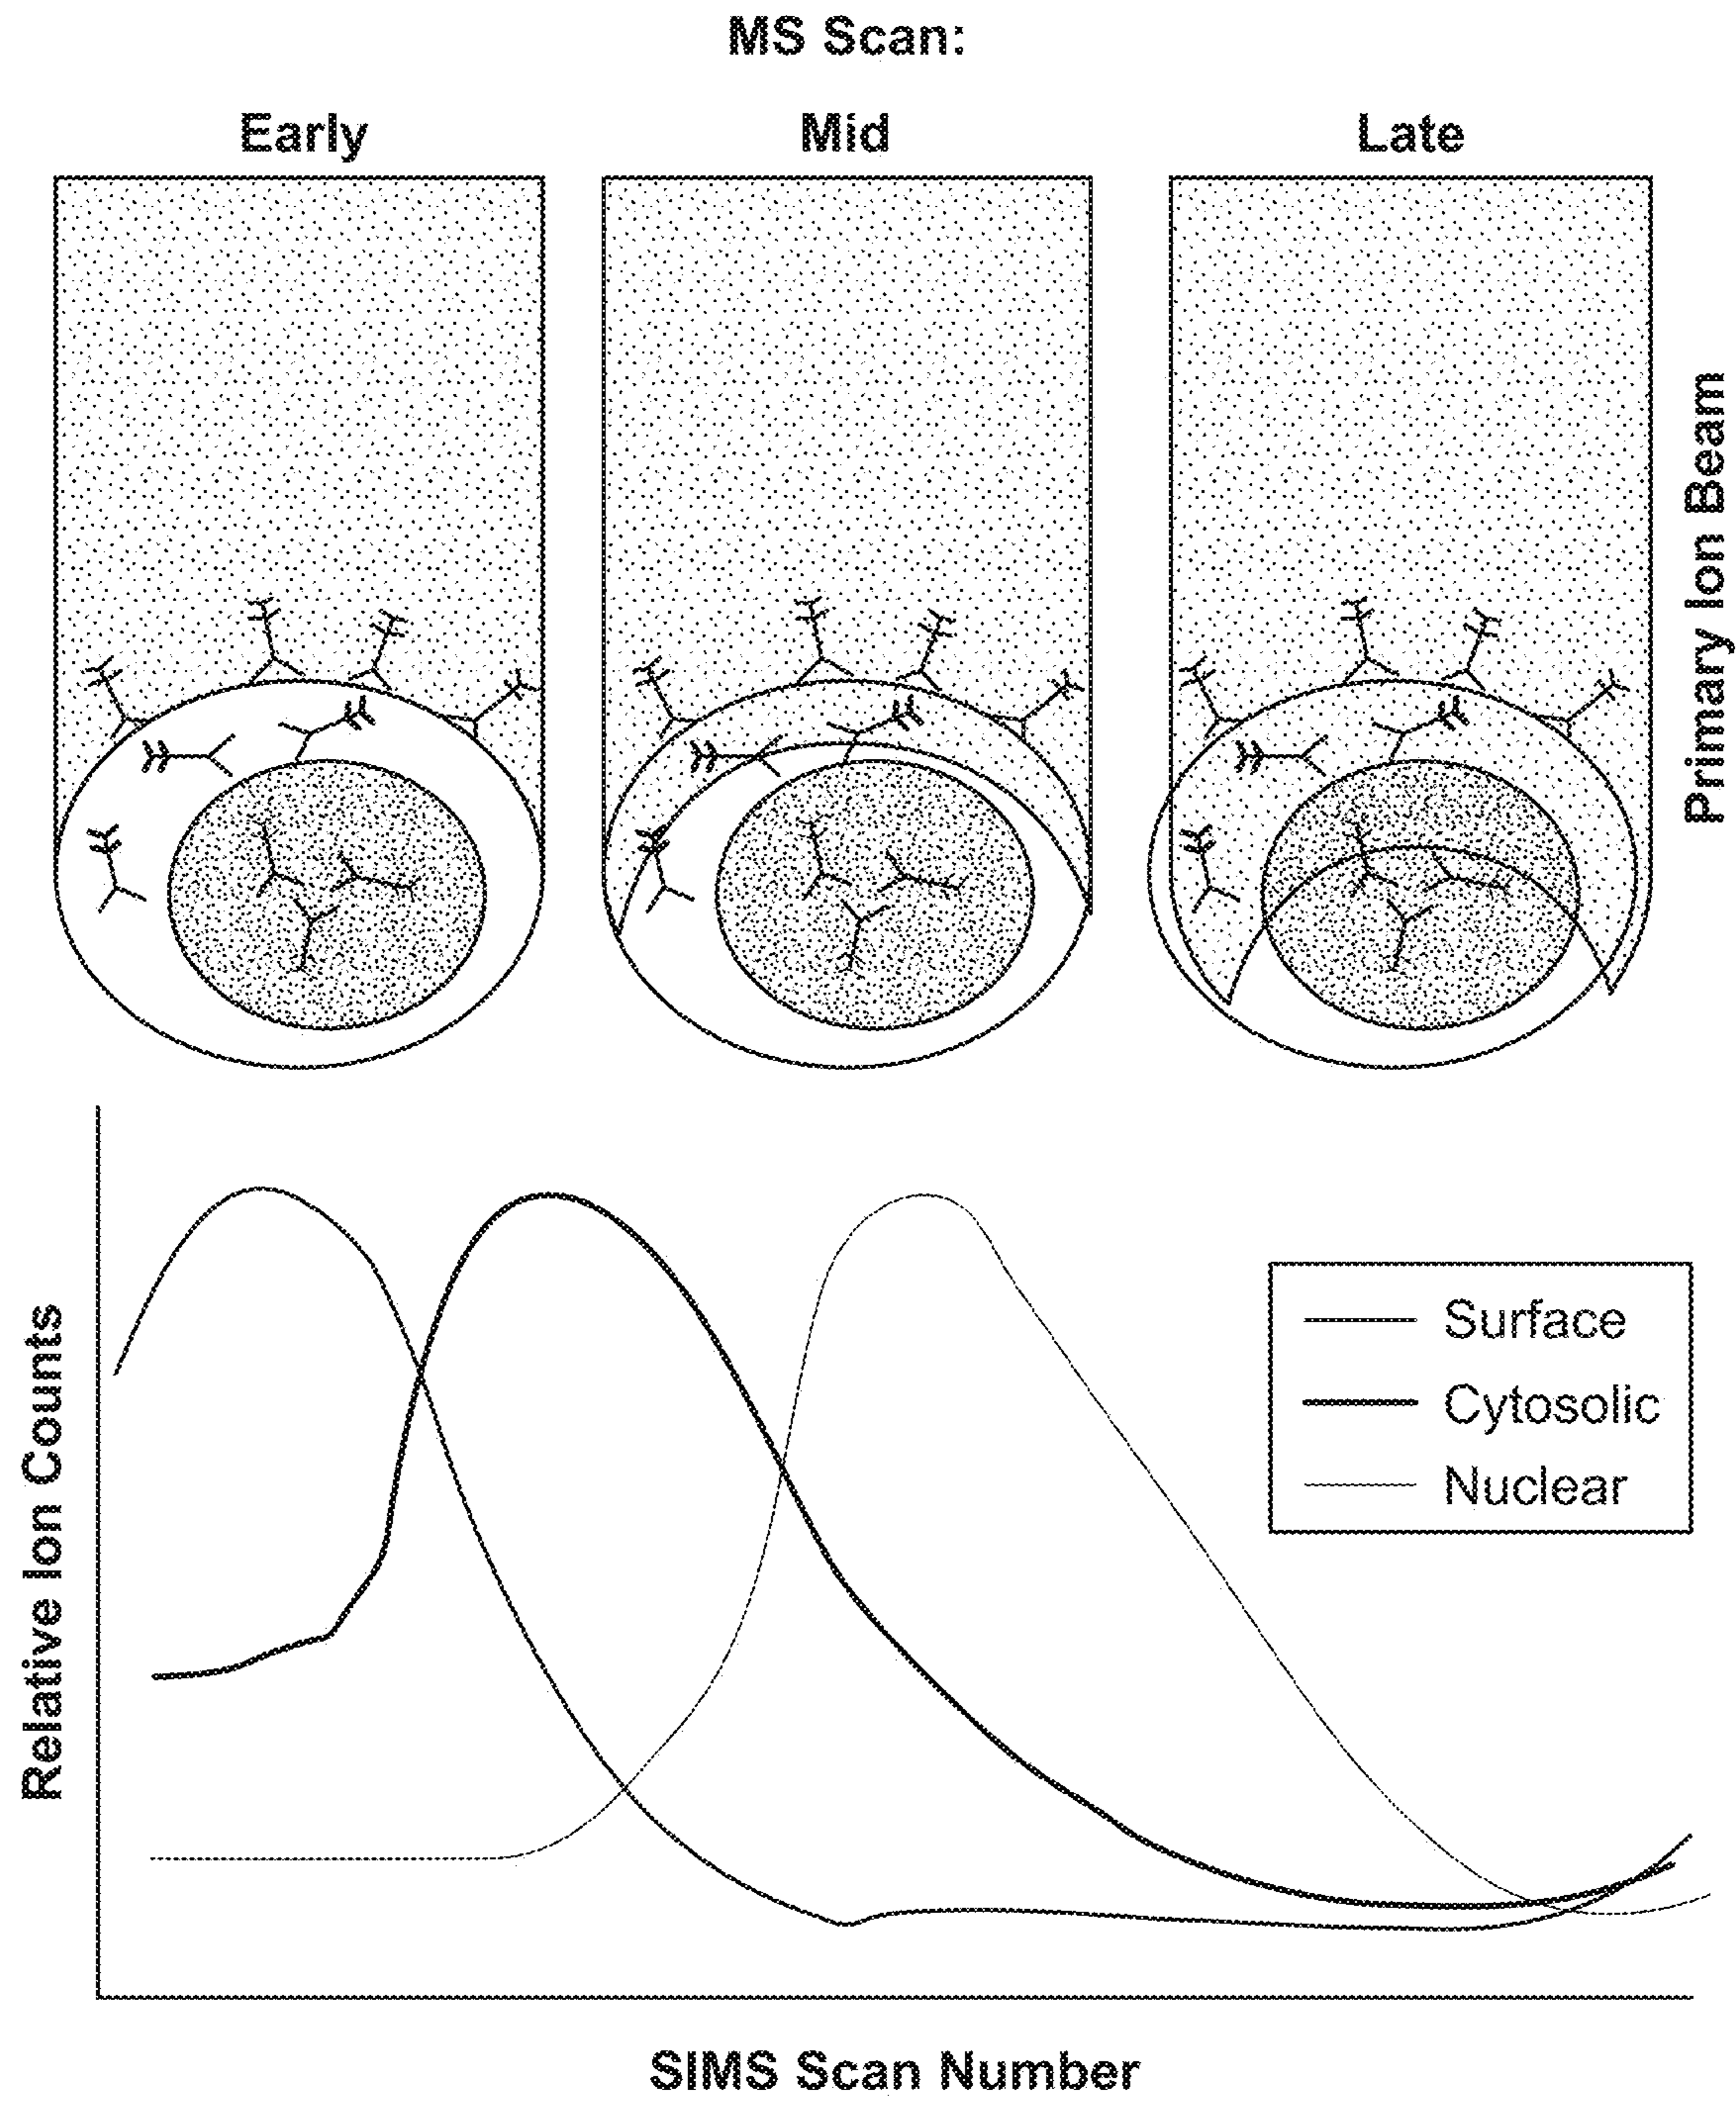 MS Scan:
Early
Mid
Late
Primary Ion Beam
Relative Ion Counts
Surface
Cytosolic
Nuclear
SIMS Scan Number